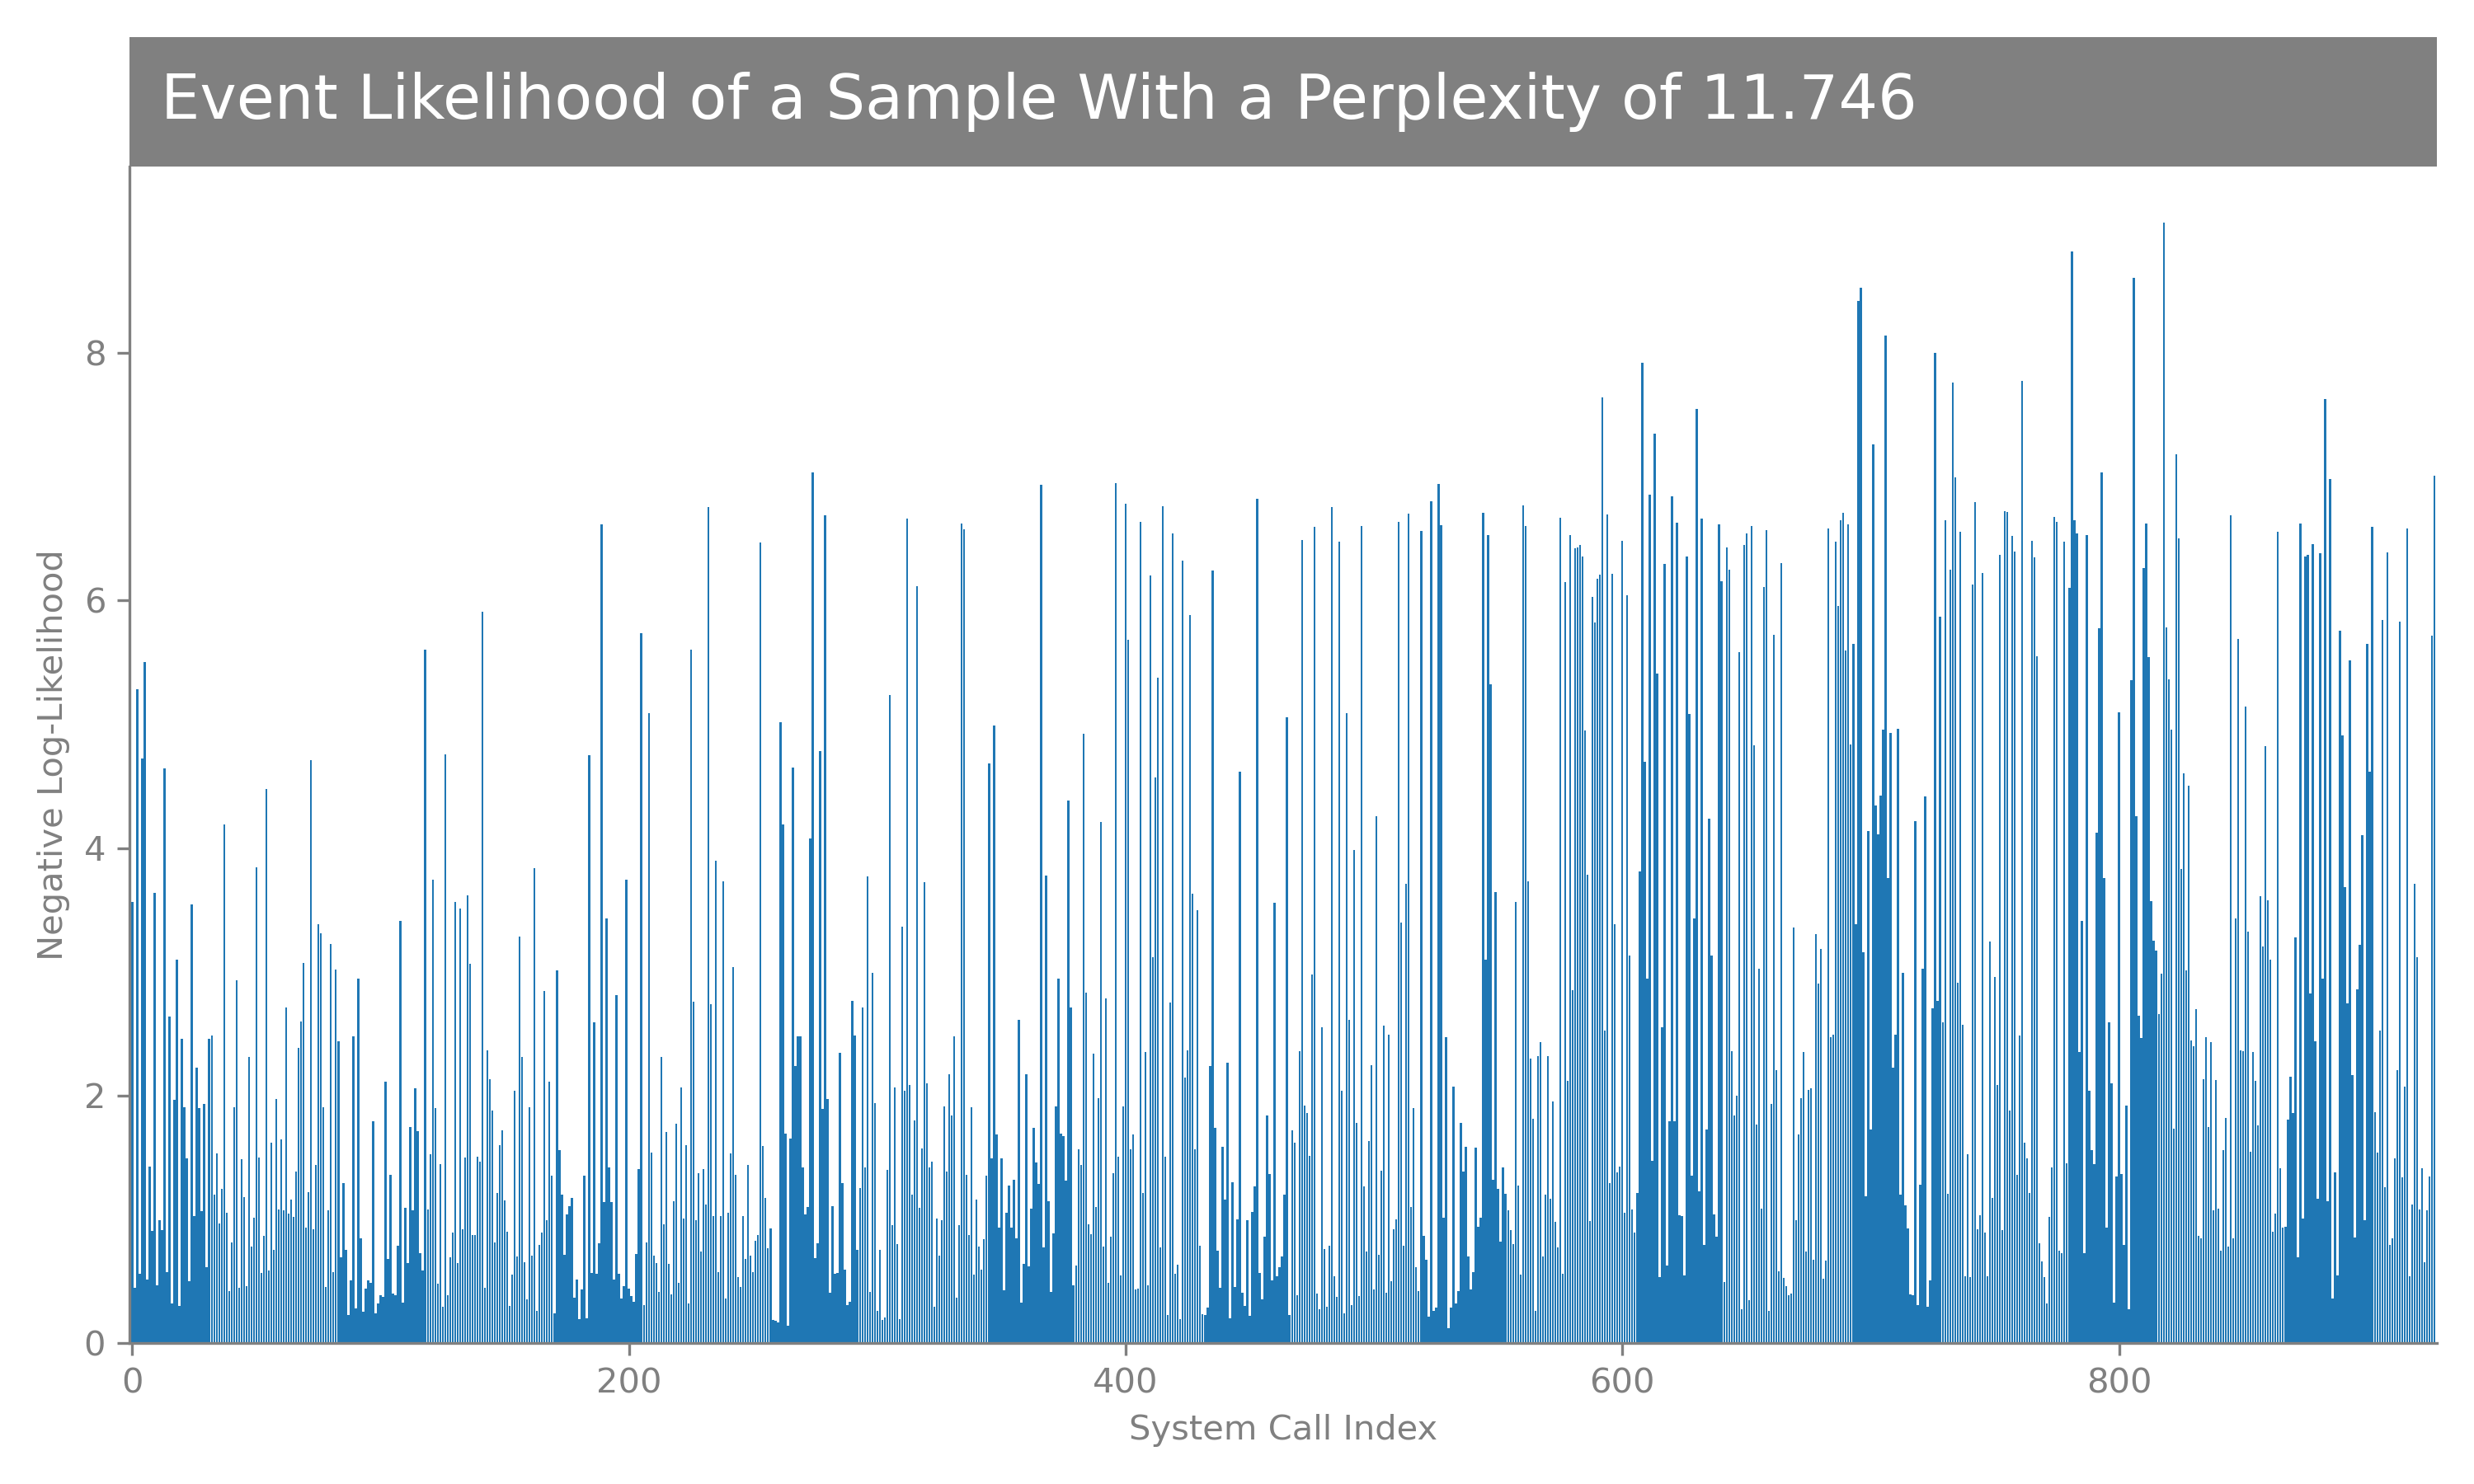 Event Likelihood of a Sample With a Perplexity of 11.746
Negative Log-Likelihood
8
6
4
2
0
0 200 400 600 800
System Call Index